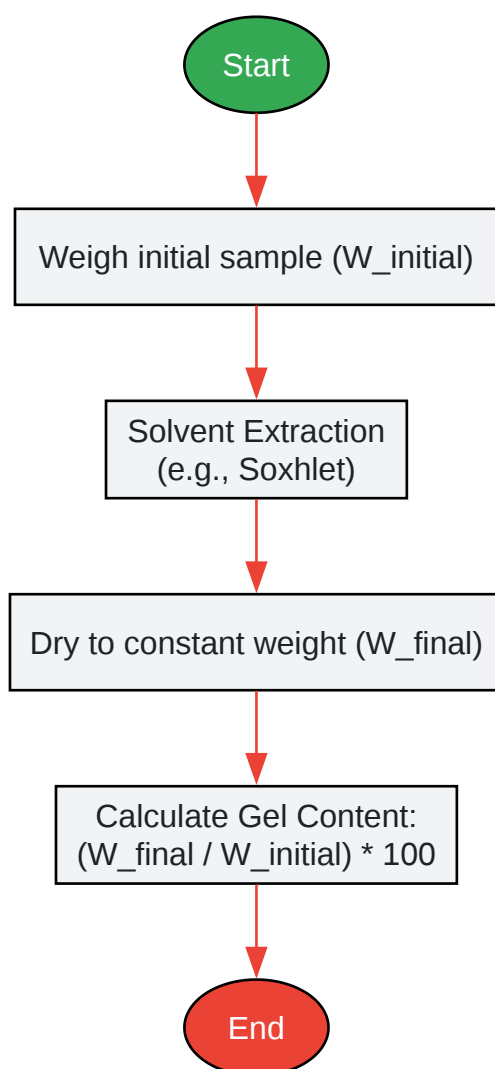 Start
Weigh initial sample (W_initial)
Solvent Extraction
(e.g., Soxhlet)
Dry to constant weight (W_final)
Calculate Gel Content:
(W_final / W_initial) * 100
End